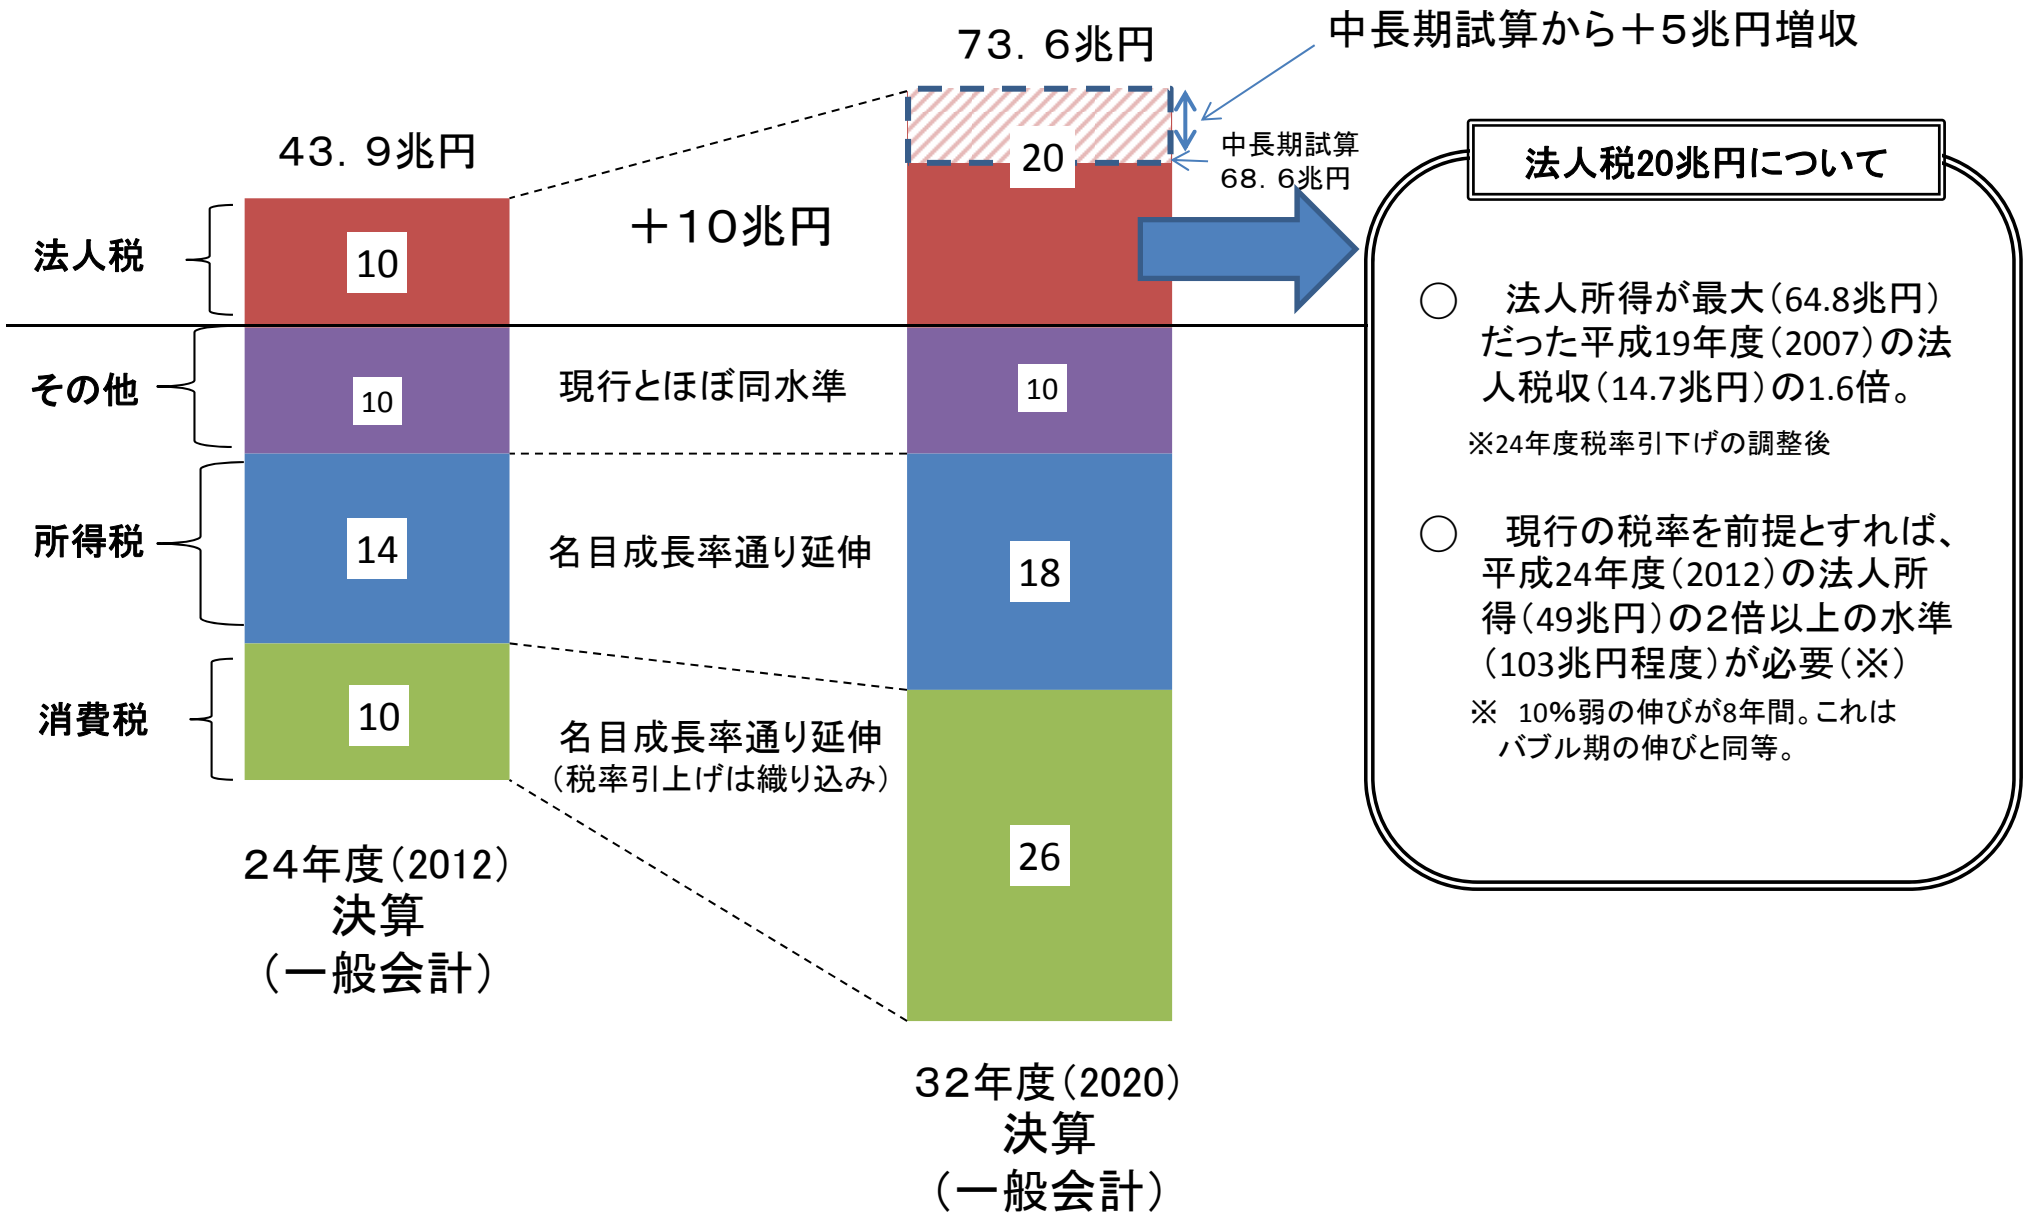 中長期試算から＋５兆円増収
７３．６兆円
４３．９兆円
中長期試算
６８．６兆円
＋１０兆円
法人税
10
20
その他
10
現行とほぼ同水準
10
所得税
14
名目成長率通り延伸
18
消費税
10
名目成長率通り延伸
（税率引上げは織り込み）
26
２４年度（2012）
決算
（一般会計）
３２年度（2020）
決算
（一般会計）
法人税20兆円について
○　法人所得が最大（64.8兆円）
だった平成19年度（2007）の法
人税収（14.7兆円）の1.6倍。
※24年度税率引下げの調整後
○　現行の税率を前提とすれば、
平成24年度（2012）の法人所
得（49兆円）の２倍以上の水準
（103兆円程度）が必要（※）
※　10％弱の伸びが8年間。これは
バブル期の伸びと同等。